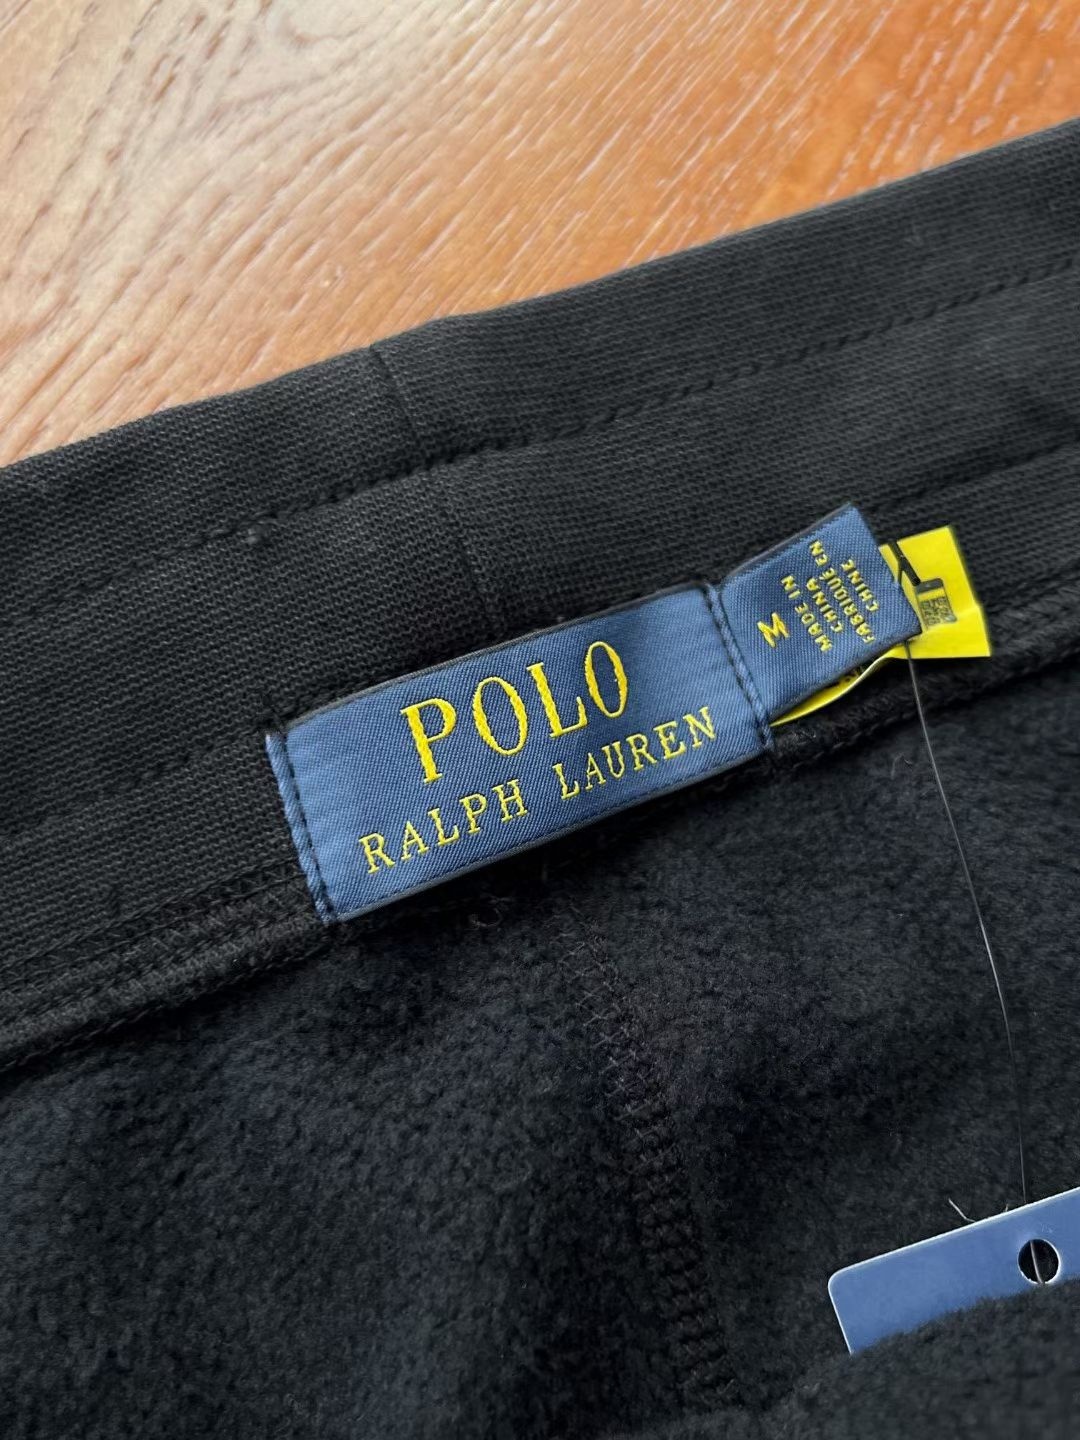 POLO
RALPH LAUREN
M
MADE IN
CHINA
FABRIQUÉ EN
CHINE